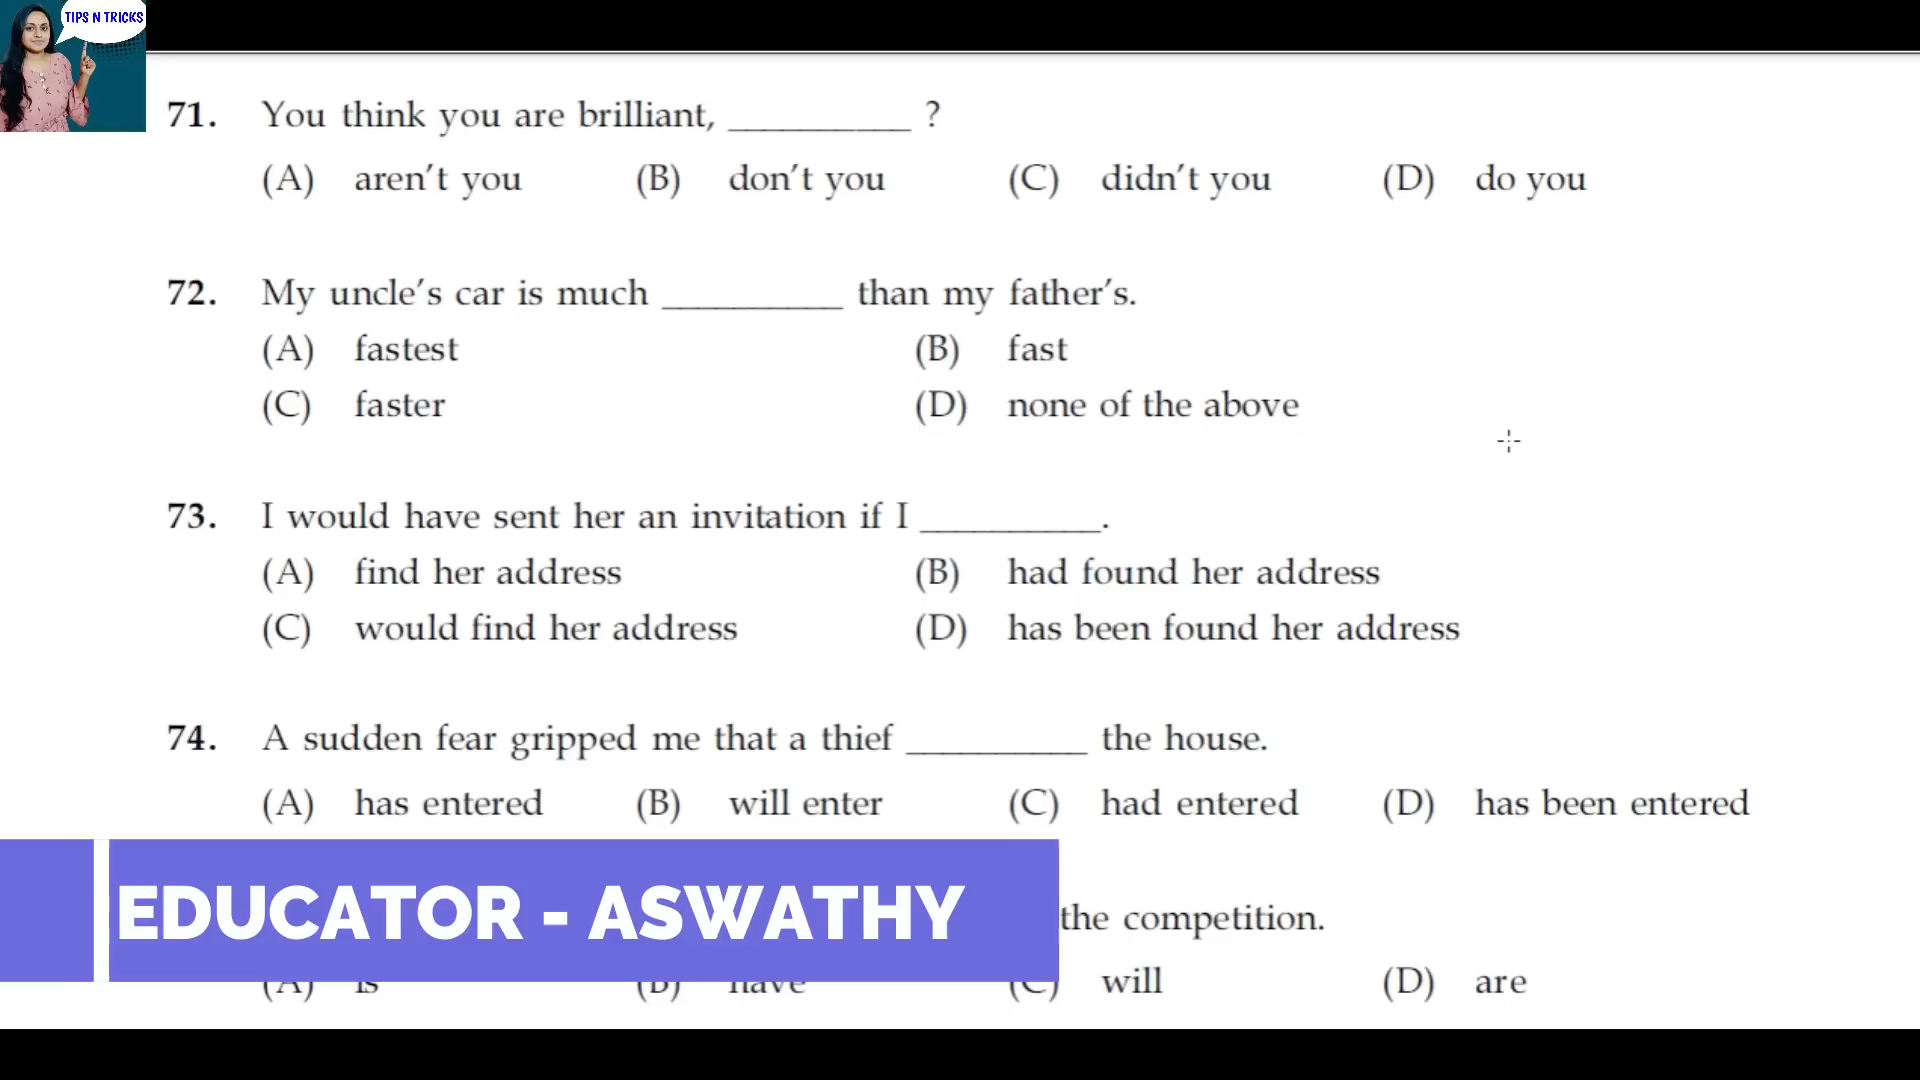 TIPS N TRICKS
71. You think you are brilliant, __________ ?
(A) aren't you (B) don't you (C) didn't you (D) do you
72. My uncle's car is much __________ than my father's.
(A) fastest (B) fast
(C) faster (D) none of the above
73. I would have sent her an invitation if I __________.
(A) find her address (B) had found her address
(C) would find her address (D) has been found her address
74. A sudden fear gripped me that a thief __________ the house.
(A) has entered (B) will enter (C) had entered (D) has been entered
EDUCATOR - ASWATHY
the competition.
(A) is (B) have (C) will (D) are